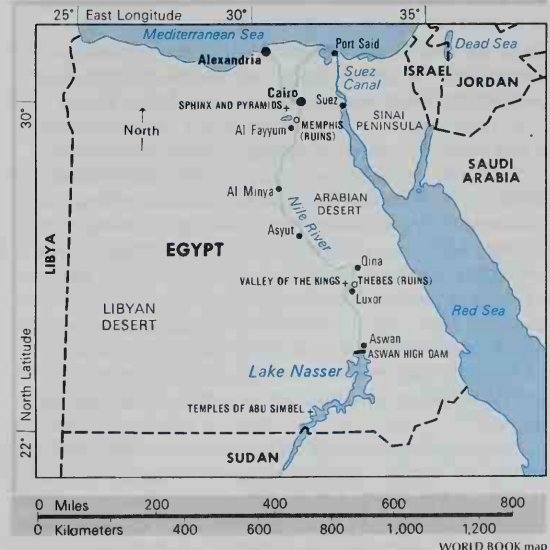 25° East Longitude 30° 35°
Mediterranean Sea
Port Said
Dead Sea
Alexandria
ISRAEL
Suez
Canal
JORDAN
Cairo
SPHINX AND PYRAMIDS
Suez
30°
North
Al Fayyum
MEMPHIS
(RUINS)
SINAI
PENINSULA
SAUDI
ARABIA
Al Minya
ARABIAN
DESERT
Nile River
Asyut
EGYPT
LIBYA
Qina
VALLEY OF THE KINGS
THEBES (RUINS)
Luxor
LIBYAN
DESERT
Red Sea
Aswan
ASWAN HIGH DAM
Lake Nasser
North Latitude
TEMPLES OF ABU SIMBEL
22°
SUDAN
0 Miles 200 400 600 800
0 Kilometers 400 600 800 1,000 1,200
WORLD BOOK map